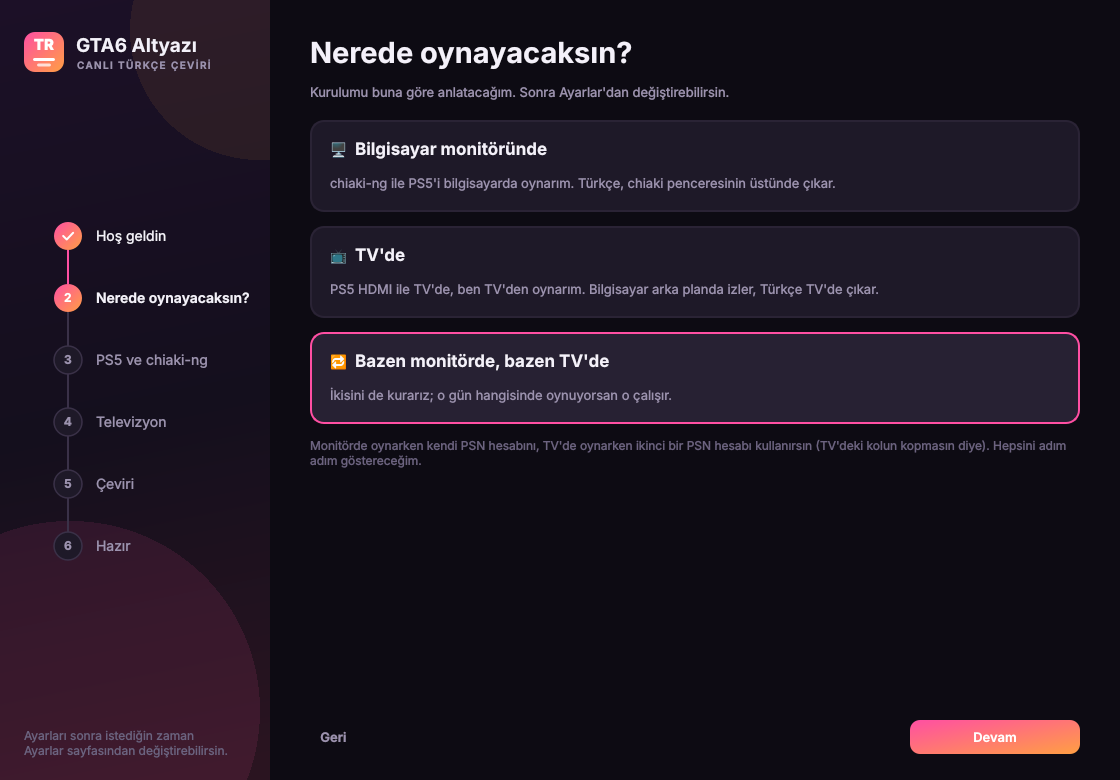 TR
GTA6 Altyazı
CANLI TÜRKÇE ÇEVİRİ
Hoş geldin
2
Nerede oynayacaksın?
3
PS5 ve chiaki-ng
4
Televizyon
5
Çeviri
6
Hazır
Ayarları sonra istediğin zaman
Ayarlar sayfasından değiştirebilirsin.
Nerede oynayacaksın?
Kurulumu buna göre anlatacağım. Sonra Ayarlar'dan değiştirebilirsin.
Bilgisayar monitöründe
chiaki-ng ile PS5'i bilgisayarda oynarım. Türkçe, chiaki penceresinin üstünde çıkar.
TV'de
PS5 HDMI ile TV'de, ben TV'den oynarım. Bilgisayar arka planda izler, Türkçe TV'de çıkar.
Bazen monitörde, bazen TV'de
İkisini de kurarız; o gün hangisinde oynuyorsan o çalışır.
Monitörde oynarken kendi PSN hesabını, TV'de oynarken ikinci bir PSN hesabı kullanırsın (TV'deki kolun kopmasın diye). Hepsini adım
adım göstereceğim.
Geri
Devam